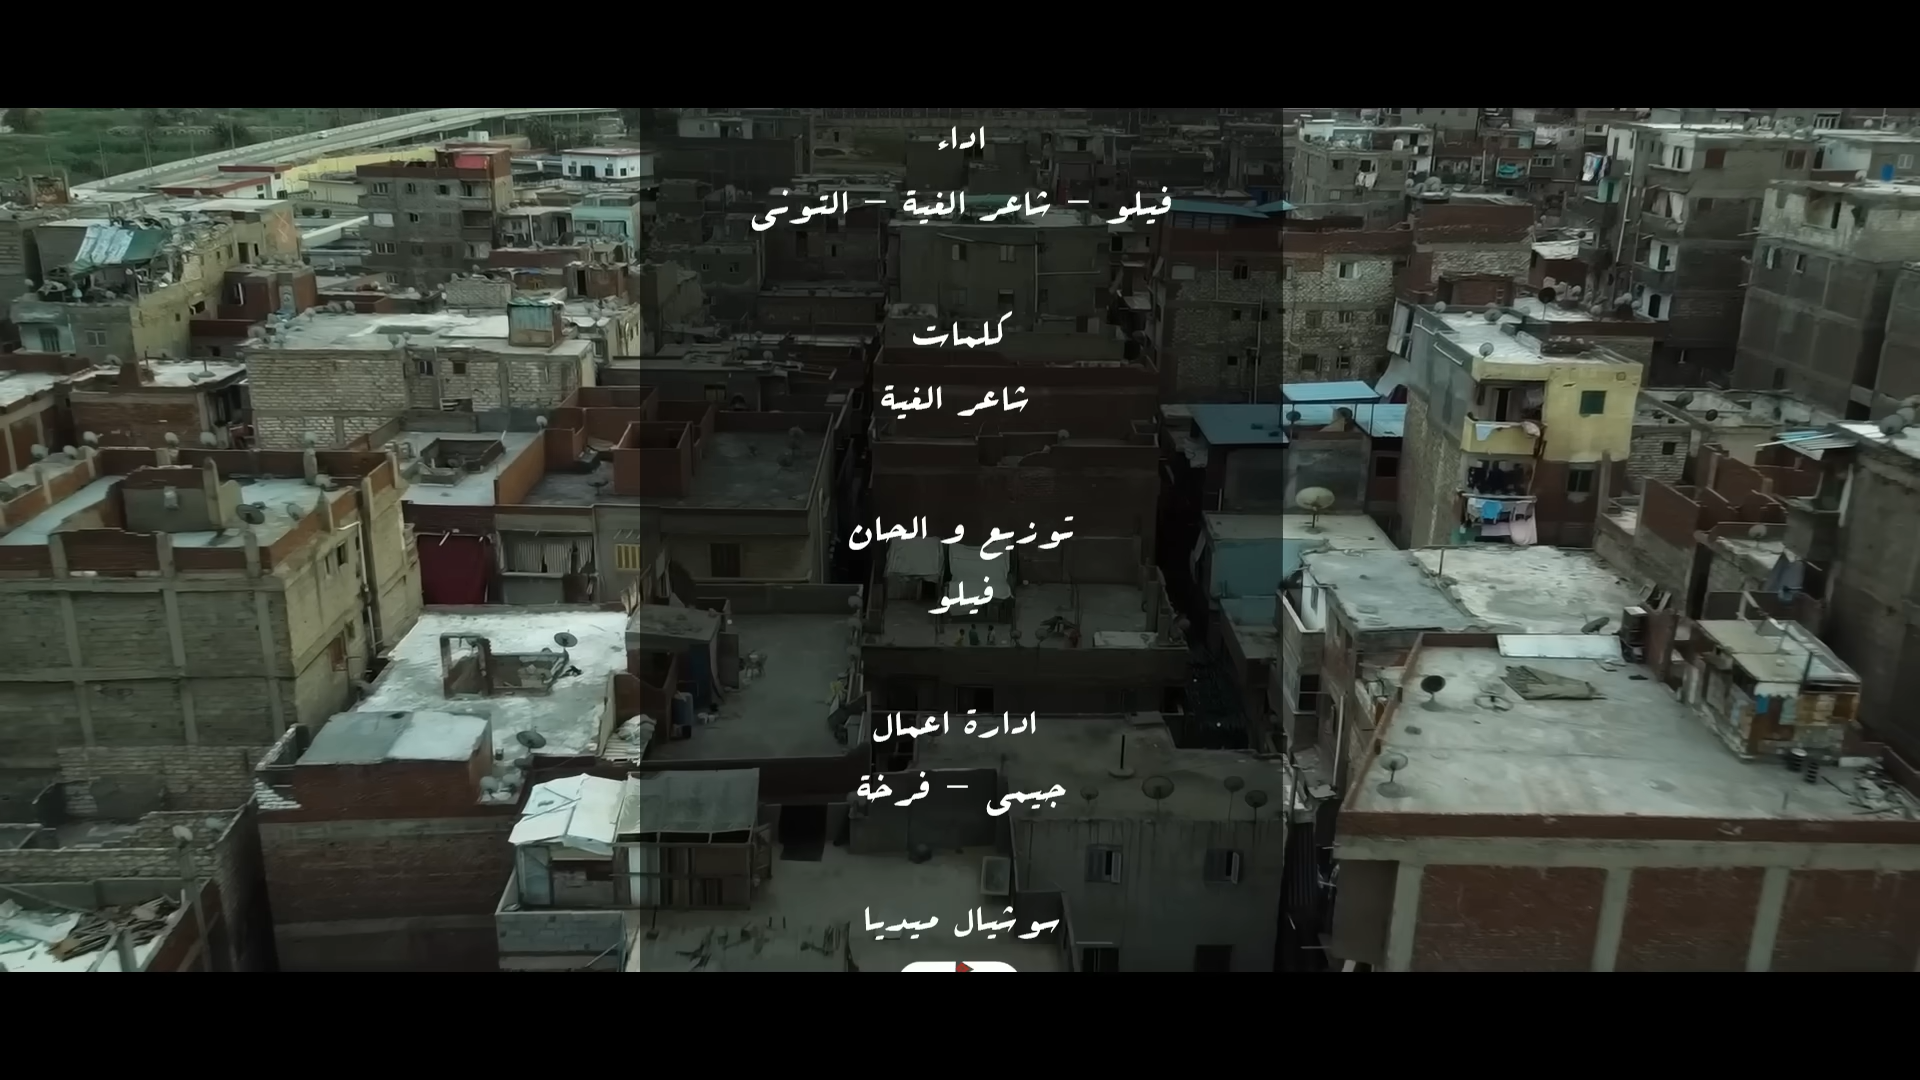 اداء
فيلو – شاعر الغية – التونى
كلمات
شاعر الغية
توزيع و الحان
فيلو
ادارة اعمال
جيمى – فرخة
سوشيال ميديا